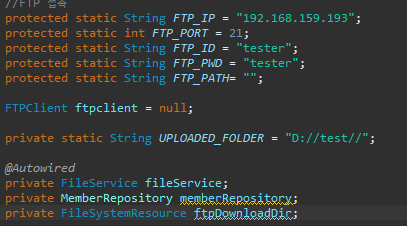 //FTP 접속
protected static String FTP_IP = "192.168.159.193";
protected static int FTP_PORT = 21;
protected static String FTP_ID = "tester";
protected static String FTP_PWD = "tester";
protected static String FTP_PATH= "";
FTPClient ftpclient = null;
private static String UPLOADED_FOLDER = "D://test//";
@Autowired
private FileService fileService;
private MemberRepository memberRepository;
private FileSystemResource ftpDownloadDir;